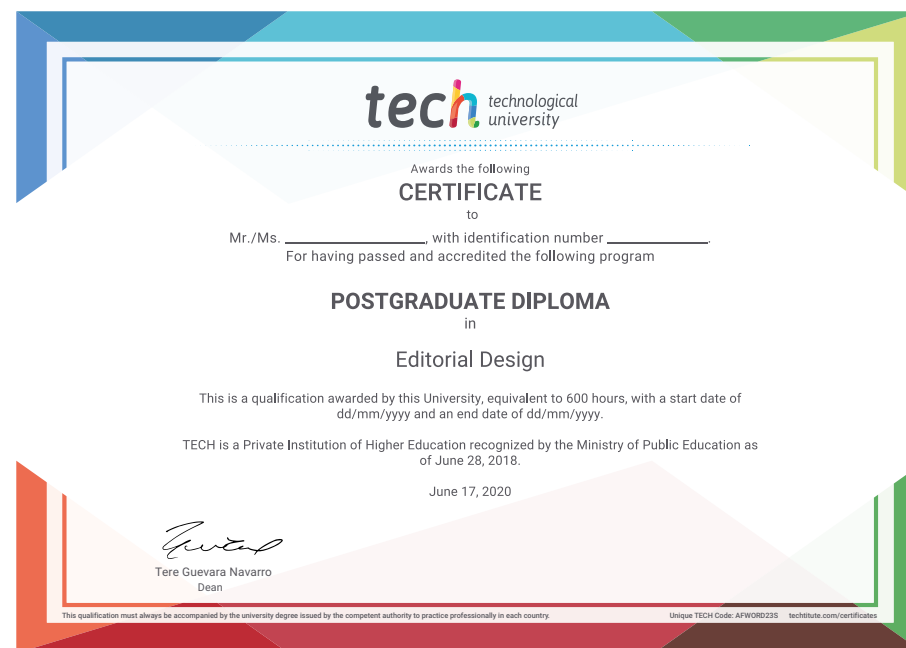 tech technological
university
Awards the following
CERTIFICATE
to
Mr./Ms. ____________________, with identification number ______________.
For having passed and accredited the following program
POSTGRADUATE DIPLOMA
in
Editorial Design
This is a qualification awarded by this University, equivalent to 600 hours, with a start date of
dd/mm/yyyy and an end date of dd/mm/yyyy.
TECH is a Private Institution of Higher Education recognized by the Ministry of Public Education as
of June 28, 2018.
June 17, 2020
Tere Guevara Navarro
Dean
This qualification must always be accompanied by the university degree issued by the competent authority to practice professionally in each country. Unique TECH Code: AFWORD23S techtitute.com/certificates